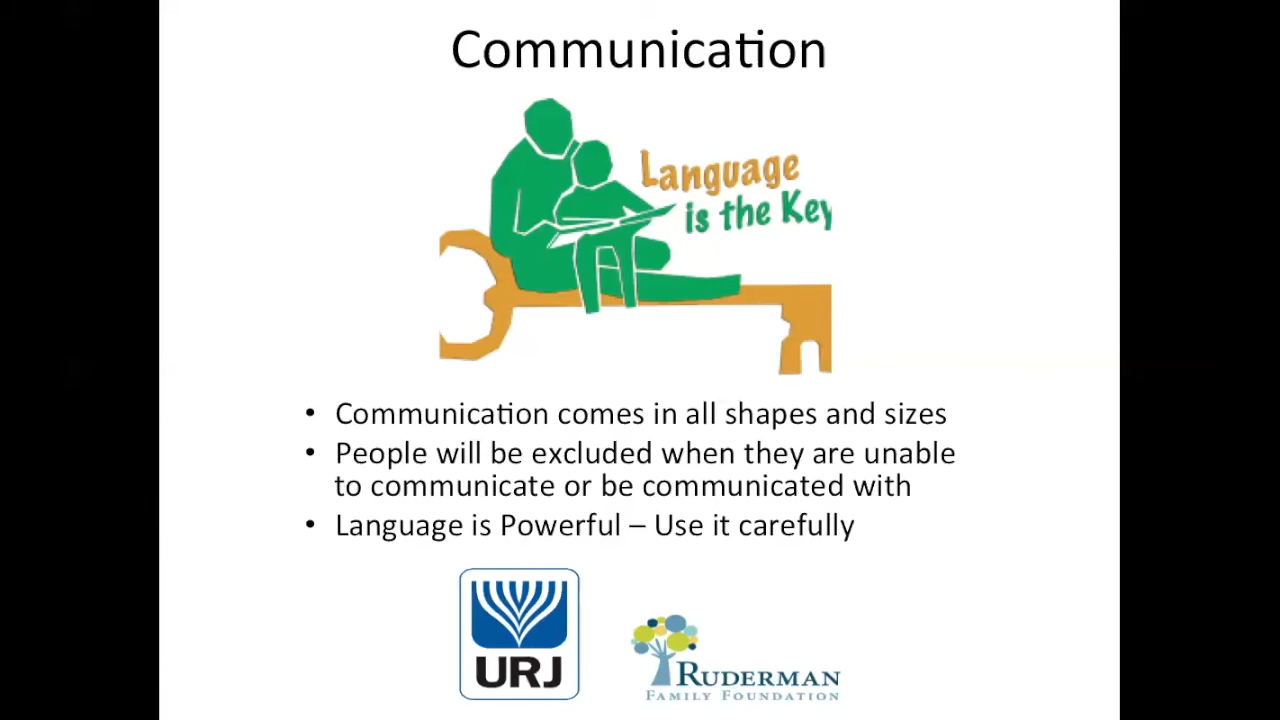 Communication
Language
is the Key
• Communication comes in all shapes and sizes
• People will be excluded when they are unable
to communicate or be communicated with
• Language is Powerful – Use it carefully
URJ
RUDERMAN
FAMILY FOUNDATION